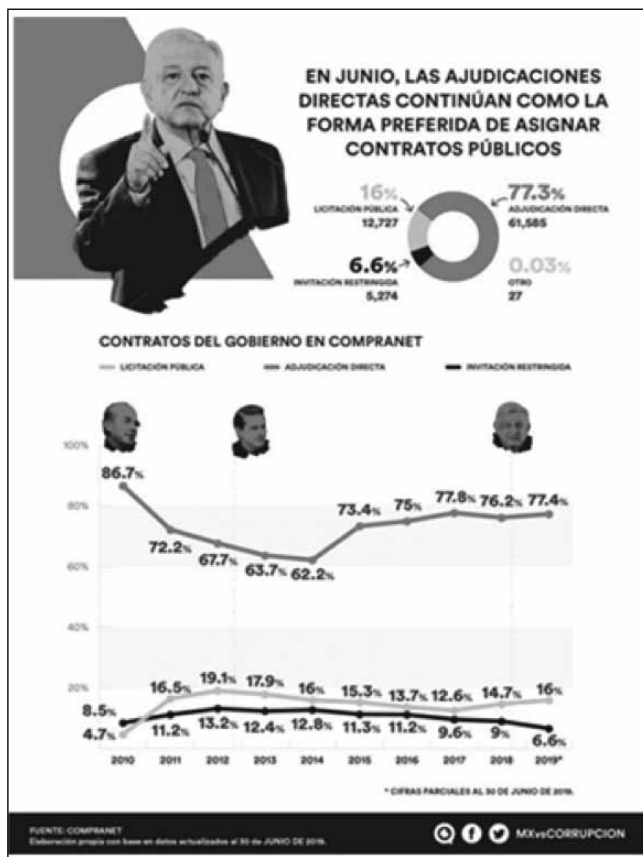 EN JUNIO, LAS AJUDICACIONES
DIRECTAS CONTINÚAN COMO LA
FORMA PREFERIDA DE ASIGNAR
CONTRATOS PÚBLICOS
16%
LICITACIÓN PÚBLICA
12,727
77.3%
ADJUDICACIÓN DIRECTA
61,585
6.6%
INVITACIÓN RESTRINGIDA
5,274
0.03%
OTRO
27
CONTRATOS DEL GOBIERNO EN COMPRANET
LICITACIÓN PÚBLICA ADJUDICACIÓN DIRECTA INVITACIÓN RESTRINGIDA
100%
80%
60%
40%
20%
86.7% 72.2% 67.7% 63.7% 62.2% 73.4% 75% 77.8% 76.2% 77.4%
4.7% 16.5% 19.1% 17.9% 16% 15.3% 13.7% 12.6% 14.7% 16%
8.5% 11.2% 13.2% 12.4% 12.8% 11.3% 11.2% 9.6% 9% 6.6%
2010 2011 2012 2013 2014 2015 2016 2017 2018 2019*
* CIFRAS PARCIALES AL 30 DE JUNIO DE 2019.
FUENTE: COMPRANET
Elaboración propia con base en datos actualizados al 30 de JUNIO DE 2019.
MXvsCORRUPCION